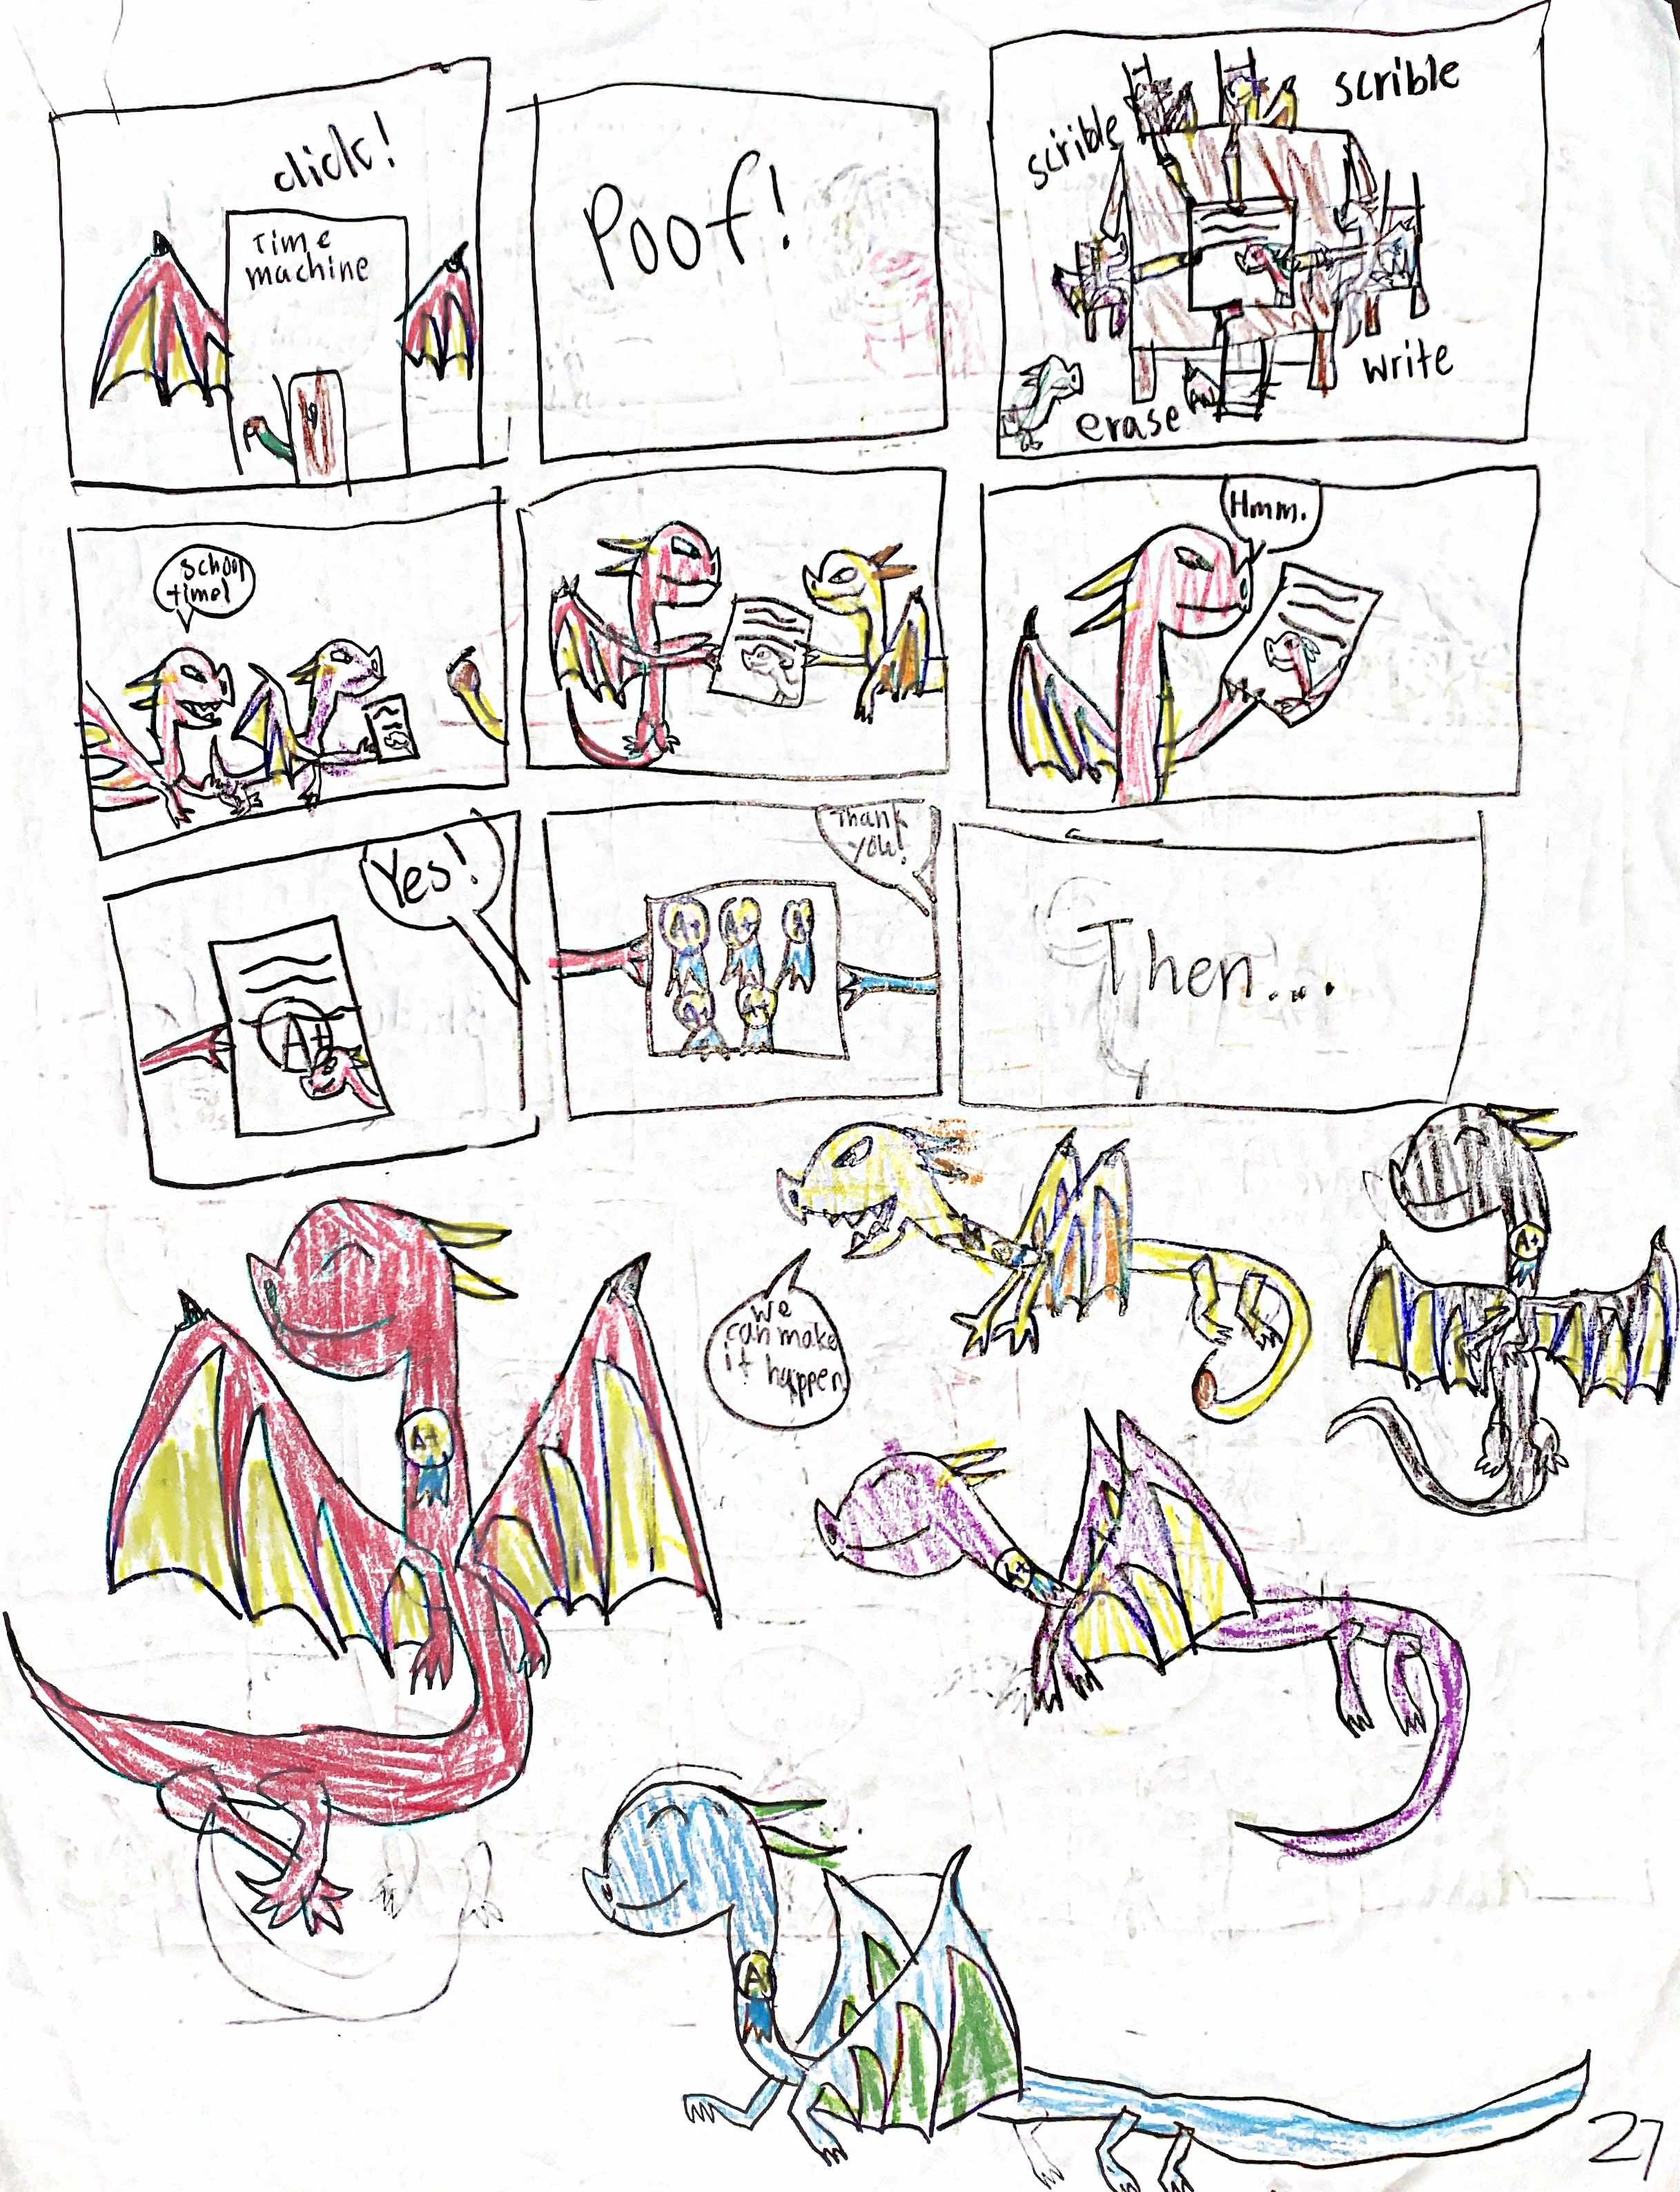 click!
Time
machine
Poof!
scrible
scrible
write
erase
school
time!
Hmm.
Yes!
A+
Thank
you!
A+
A+
A
A+
A+
Then...
A+
We
can make
it happen
A+
A+
A+
A+
27